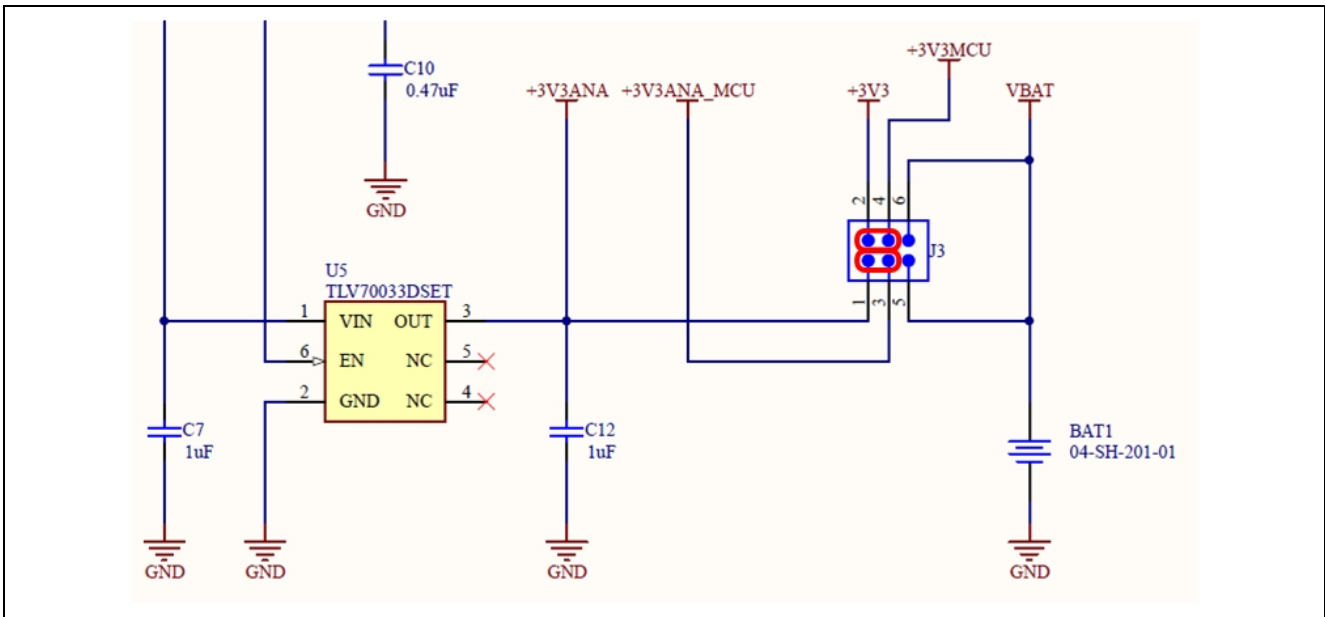 C10
0.47uF
GND
+3V3ANA
+3V3ANA_MCU
+3V3
+3V3MCU
VBAT
2
4
6
J3
1
3
5
U5
TLV70033DSET
1
VIN
OUT
3
6
EN
NC
5
2
GND
NC
4
C7
1uF
C12
1uF
BAT1
04-SH-201-01
GND
GND
GND
GND